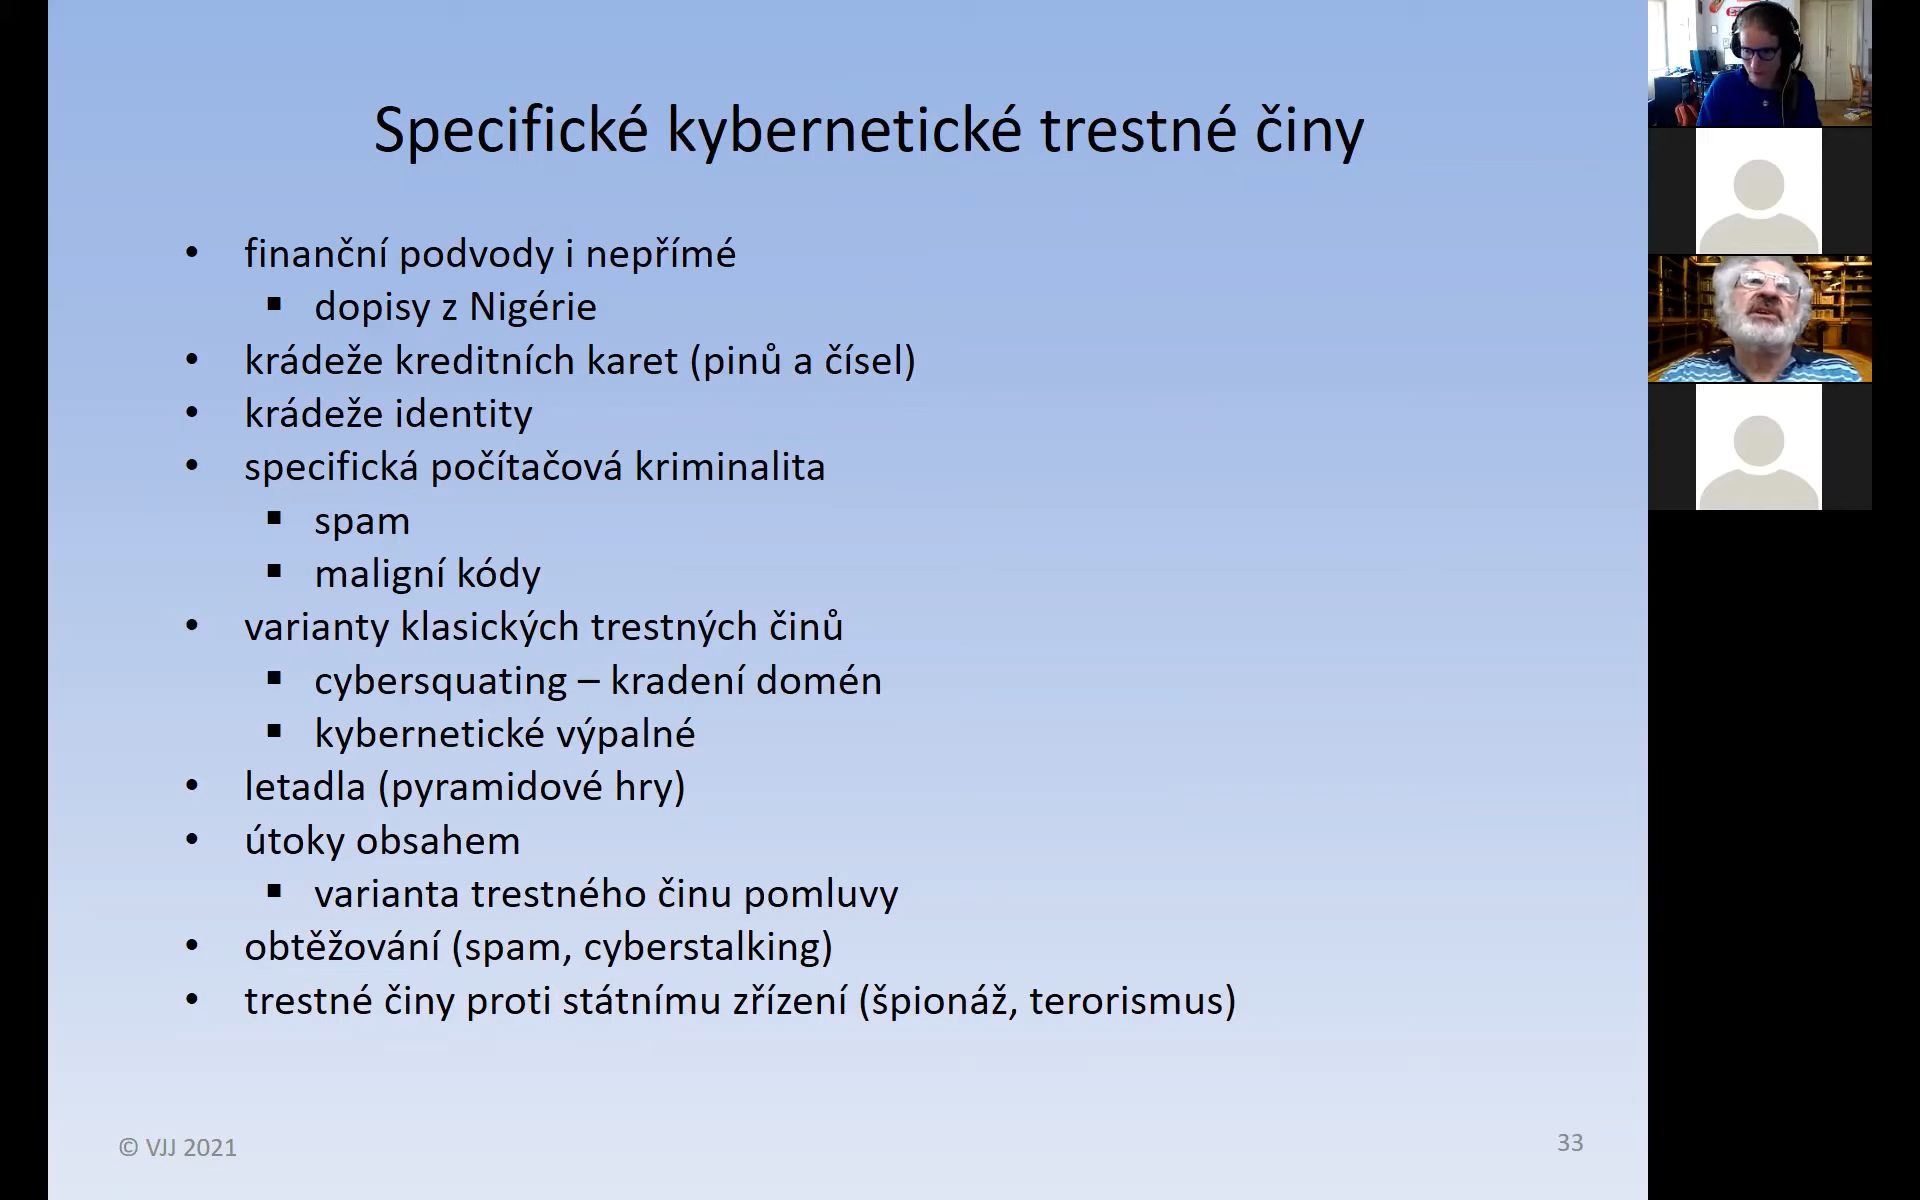 Specifické kybernetické trestné činy
• finanční podvody i nepřímé
▪ dopisy z Nigérie
• krádeže kreditních karet (pinů a čísel)
• krádeže identity
• specifická počítačová kriminalita
▪ spam
▪ maligní kódy
• varianty klasických trestných činů
▪ cybersquating – kradení domén
▪ kybernetické výpalné
• letadla (pyramidové hry)
• útoky obsahem
▪ varianta trestného činu pomluvy
• obtěžování (spam, cyberstalking)
• trestné činy proti státnímu zřízení (špionáž, terorismus)
© VJJ 2021
33